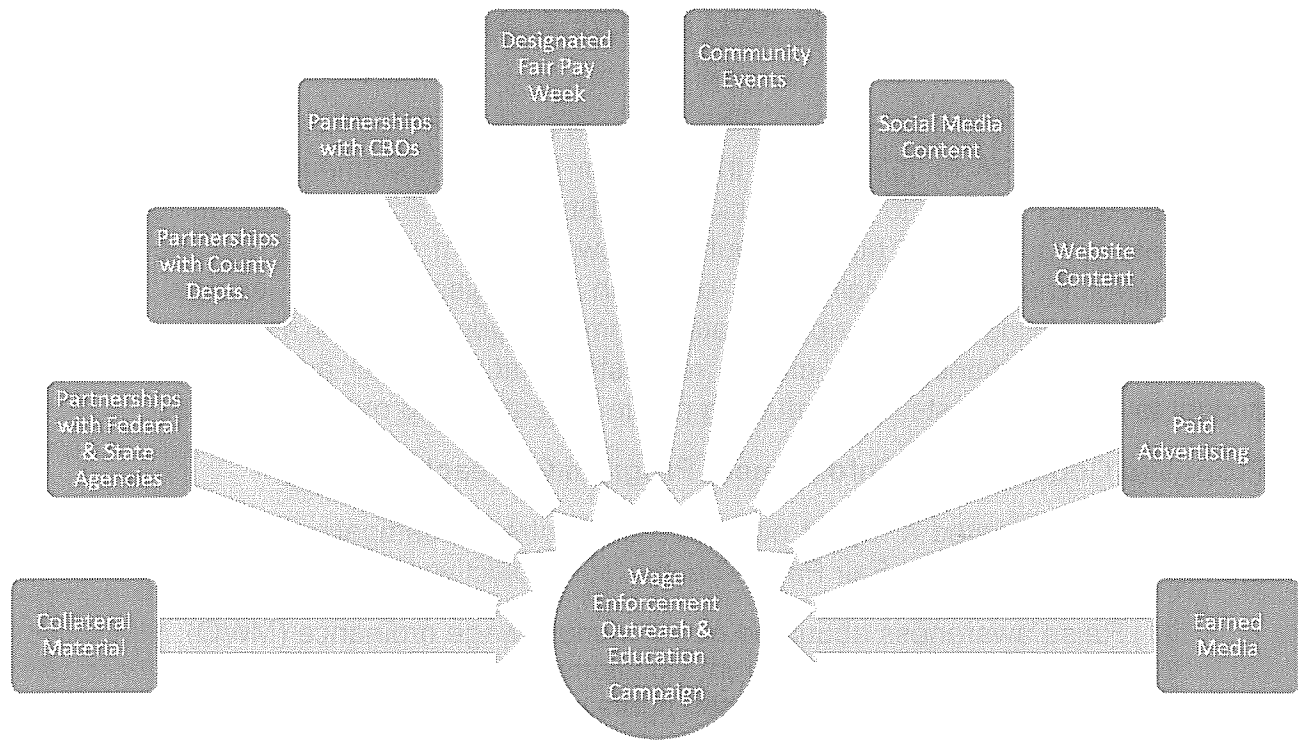 Designated
Fair Pay
Week
Community
Events
Partnerships
with CBOs
Social Media
Content
Partnerships
with County
Depts.
Website
Content
Partnerships
with Federal
& State
Agencies
Paid
Advertising
Collateral
Material
Wage
Enforcement
Outreach &
Education
Campaign
Earned
Media